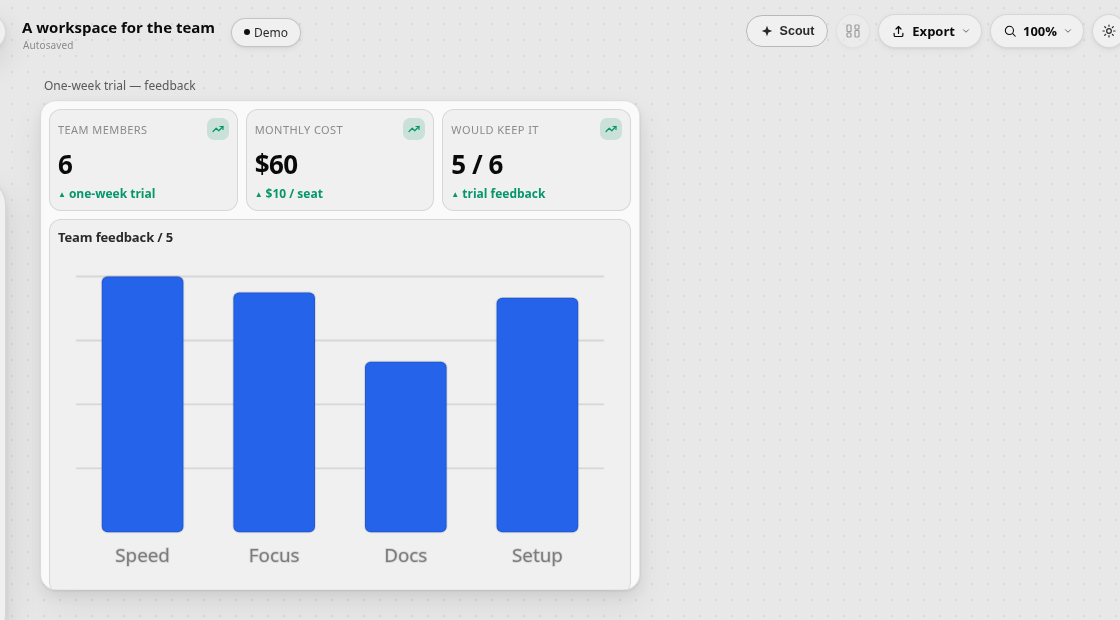 A workspace for the team
Autosaved
Demo
Scout
Export
100%
One-week trial — feedback
TEAM MEMBERS
6
▲ one-week trial
MONTHLY COST
$60
▲ $10 / seat
WOULD KEEP IT
5 / 6
▲ trial feedback
Team feedback / 5
Speed
Focus
Docs
Setup